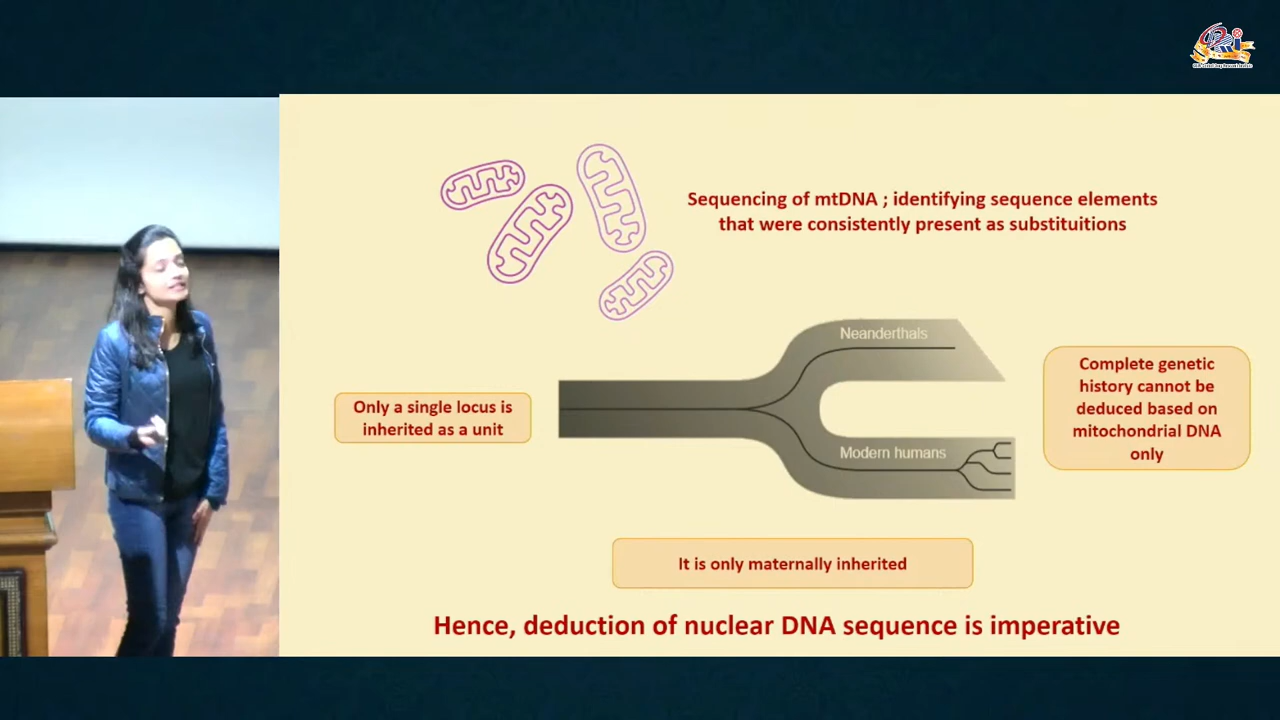 Sequencing of mtDNA ; identifying sequence elements
that were consistently present as substituitions
Neanderthals
Only a single locus is
inherited as a unit
Modern humans
Complete genetic
history cannot be
deduced based on
mitochondrial DNA
only
It is only maternally inherited
Hence, deduction of nuclear DNA sequence is imperative